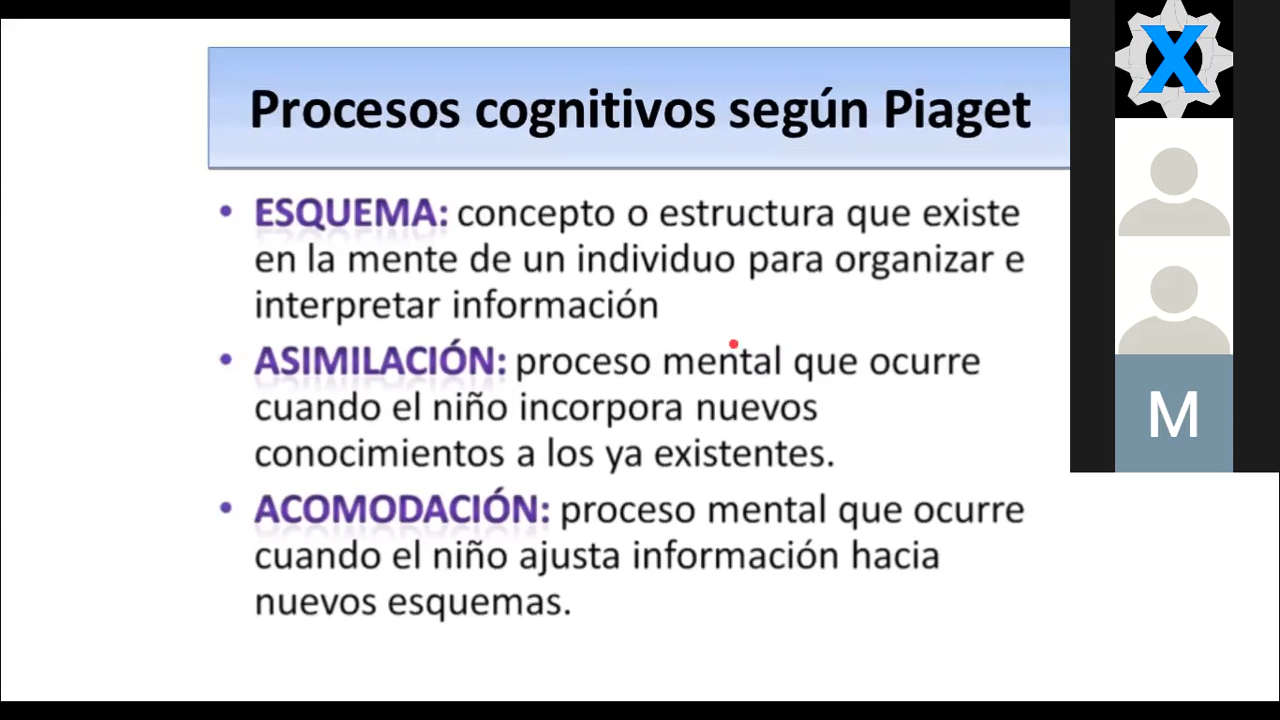 Procesos cognitivos según Piaget
• ESQUEMA: concepto o estructura que existe
en la mente de un individuo para organizar e
interpretar información
• ASIMILACIÓN: proceso mental que ocurre
cuando el niño incorpora nuevos
conocimientos a los ya existentes.
• ACOMODACIÓN: proceso mental que ocurre
cuando el niño ajusta información hacia
nuevos esquemas.
X
M